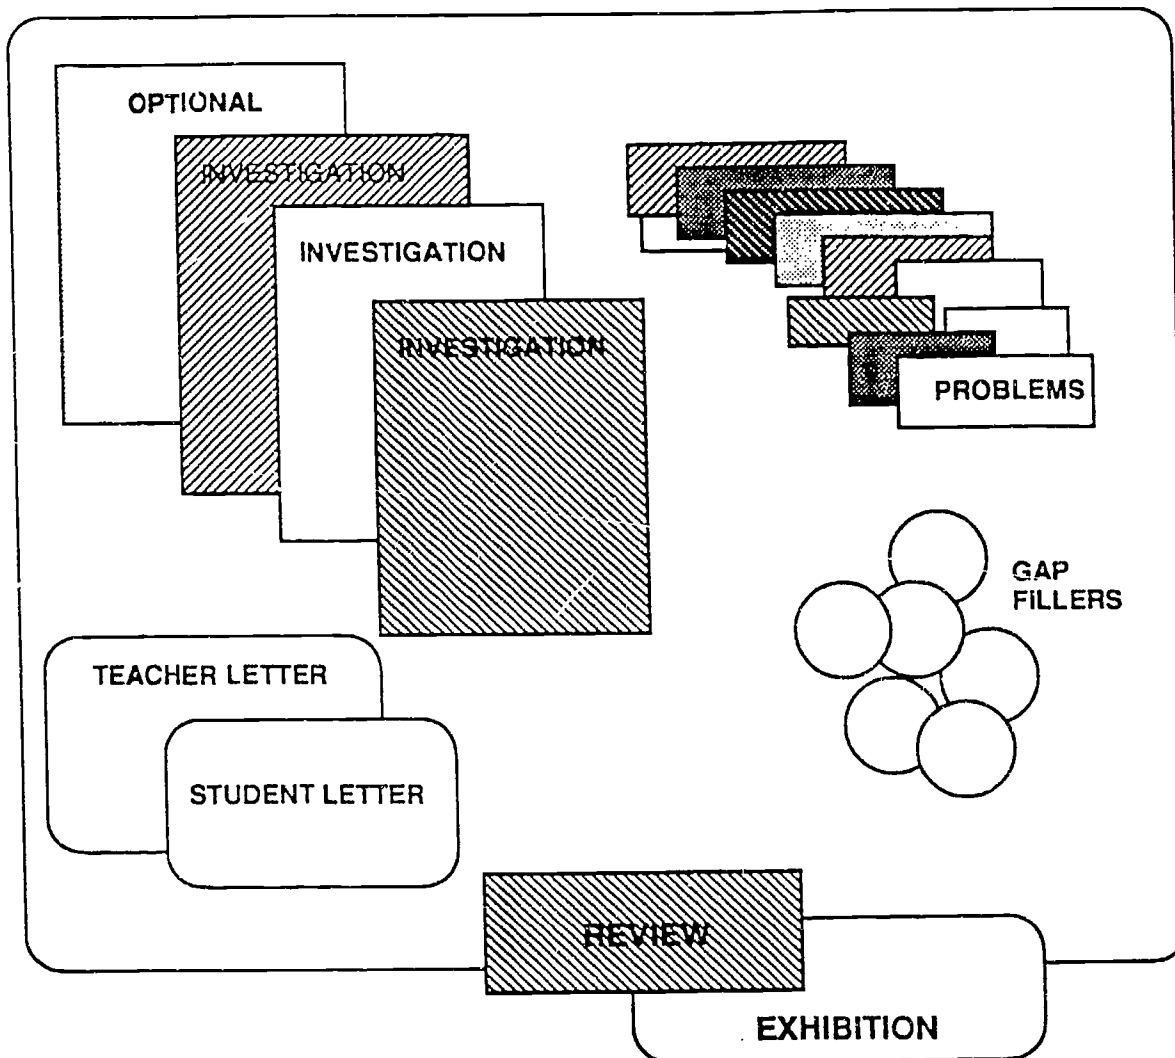 OPTIONAL
INVESTIGATION
INVESTIGATION
INVESTIGATION
PROBLEMS
GAP
FILLERS
TEACHER LETTER
STUDENT LETTER
REVIEW
EXHIBITION